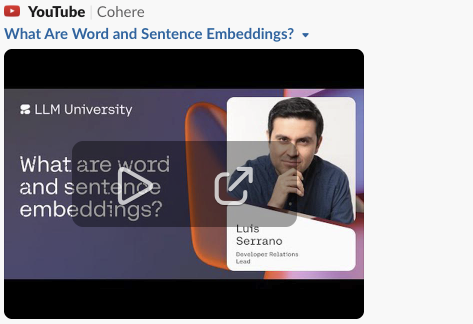 YouTube Cohere
What Are Word and Sentence Embeddings?
LLM University
What are word
and sentence
embeddings?
Luis
Serrano
Developer Relations
Lead